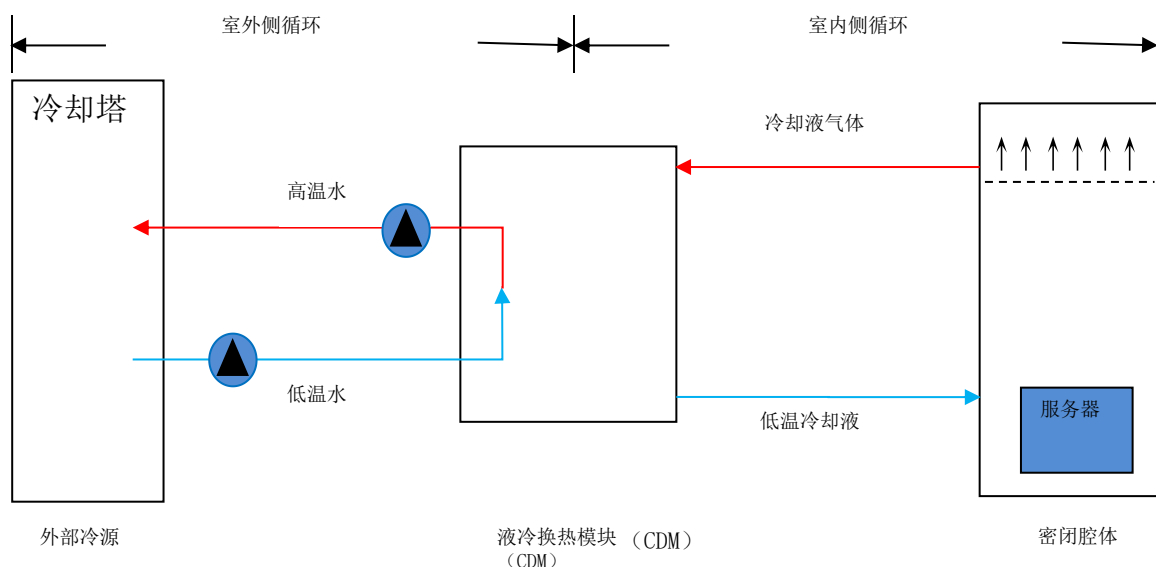 室外侧循环
室内侧循环
冷却塔
冷却液气体
高温水
低温水
低温冷却液
服务器
外部冷源
液冷换热模块 （CDM）
（CDM）
密闭腔体